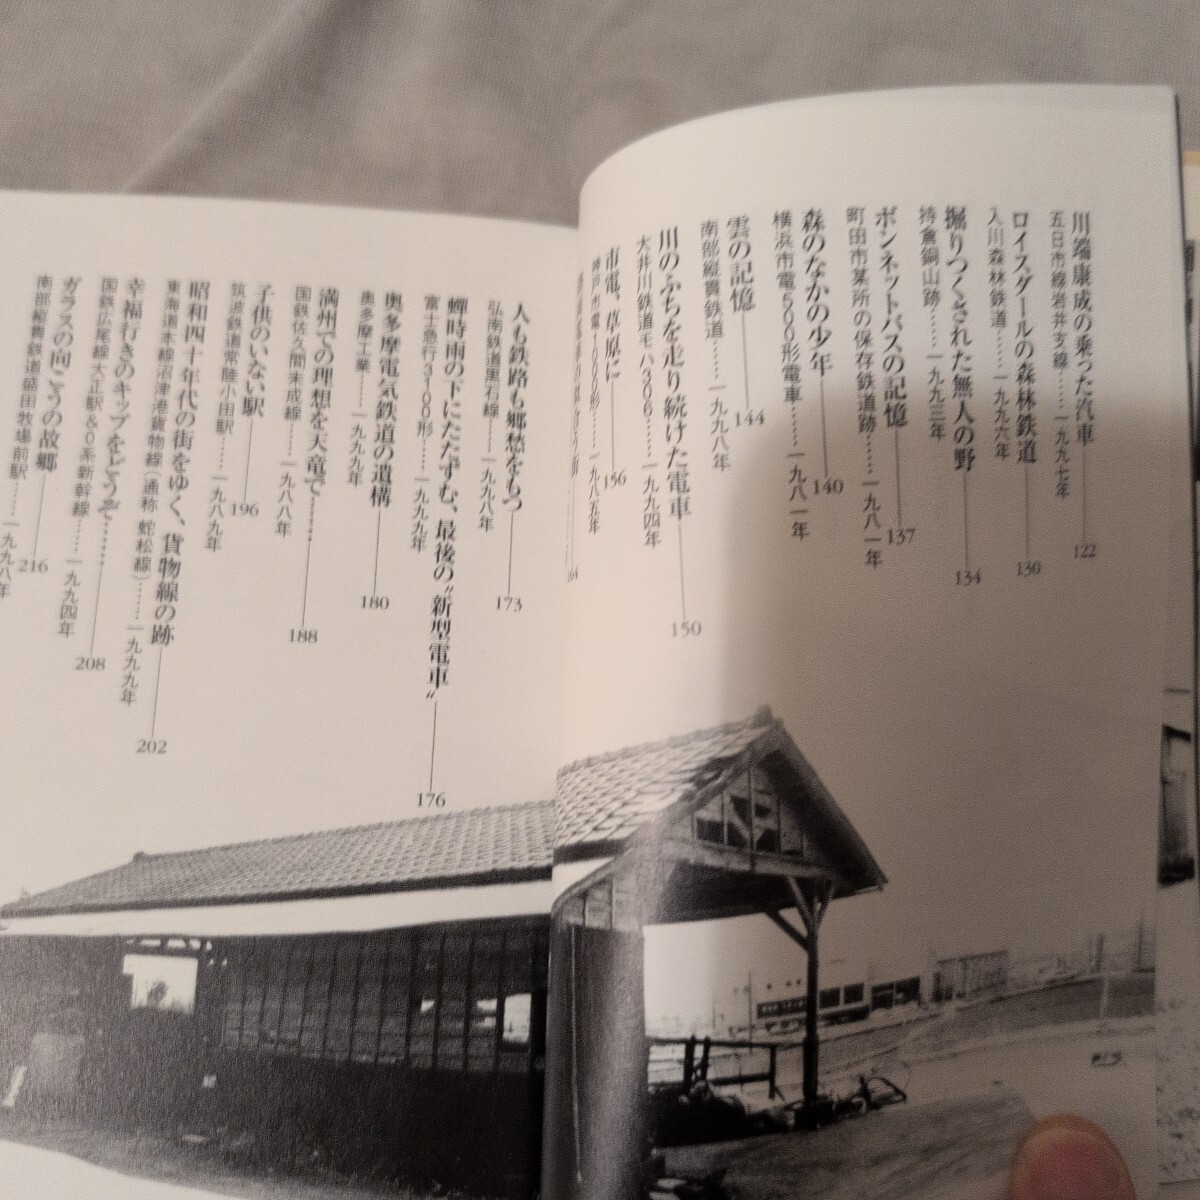 川端康成の乗った汽車——122
五日市線岩井支線……一九九七年
ロイス、ダールの森林鉄道——130
入川森林鉄道……一九九六年
掘りつくされた無人の野——134
持倉銅山跡……一九九三年
ボンネットバスの記憶——137
町田市某所の保存鉄道跡……一九八一年
森のなかの少年——140
横浜市電500形電車……一九八一年
雲の記憶——144
南部縦貫鉄道……一九九八年
川のふちを走り続けた電車——150
大井川鉄道モハ306……一九九四年
市電、草原に——156
神戸市電1000形……一九八五年
164
人も鉄路も郷愁をもつ——173
弘南鉄道黒石線……一九九八年
蟬時雨の下にたたずむ、最後の“新型電車”——176
富士急行3100形……一九九九年
奥多摩電気鉄道の遺構——180
奥多摩工業……一九九九年
満州での理想を天竜で……——188
国鉄佐久間未成線……一九八八年
子供のいない駅——196
筑波鉄道常陸小田駅……一九八九年
昭和四十年代の街をゆく、貨物線の跡——202
東海道本線沼津港貨物線（通称 蛇松線）……一九九九年
幸福行きのキップをどうぞ……——208
国鉄広尾線大正駅&0系新幹線……一九九四年
ガラスの向こうの故郷——216
南部縦貫鉄道盛田牧場前駅……一九九八年